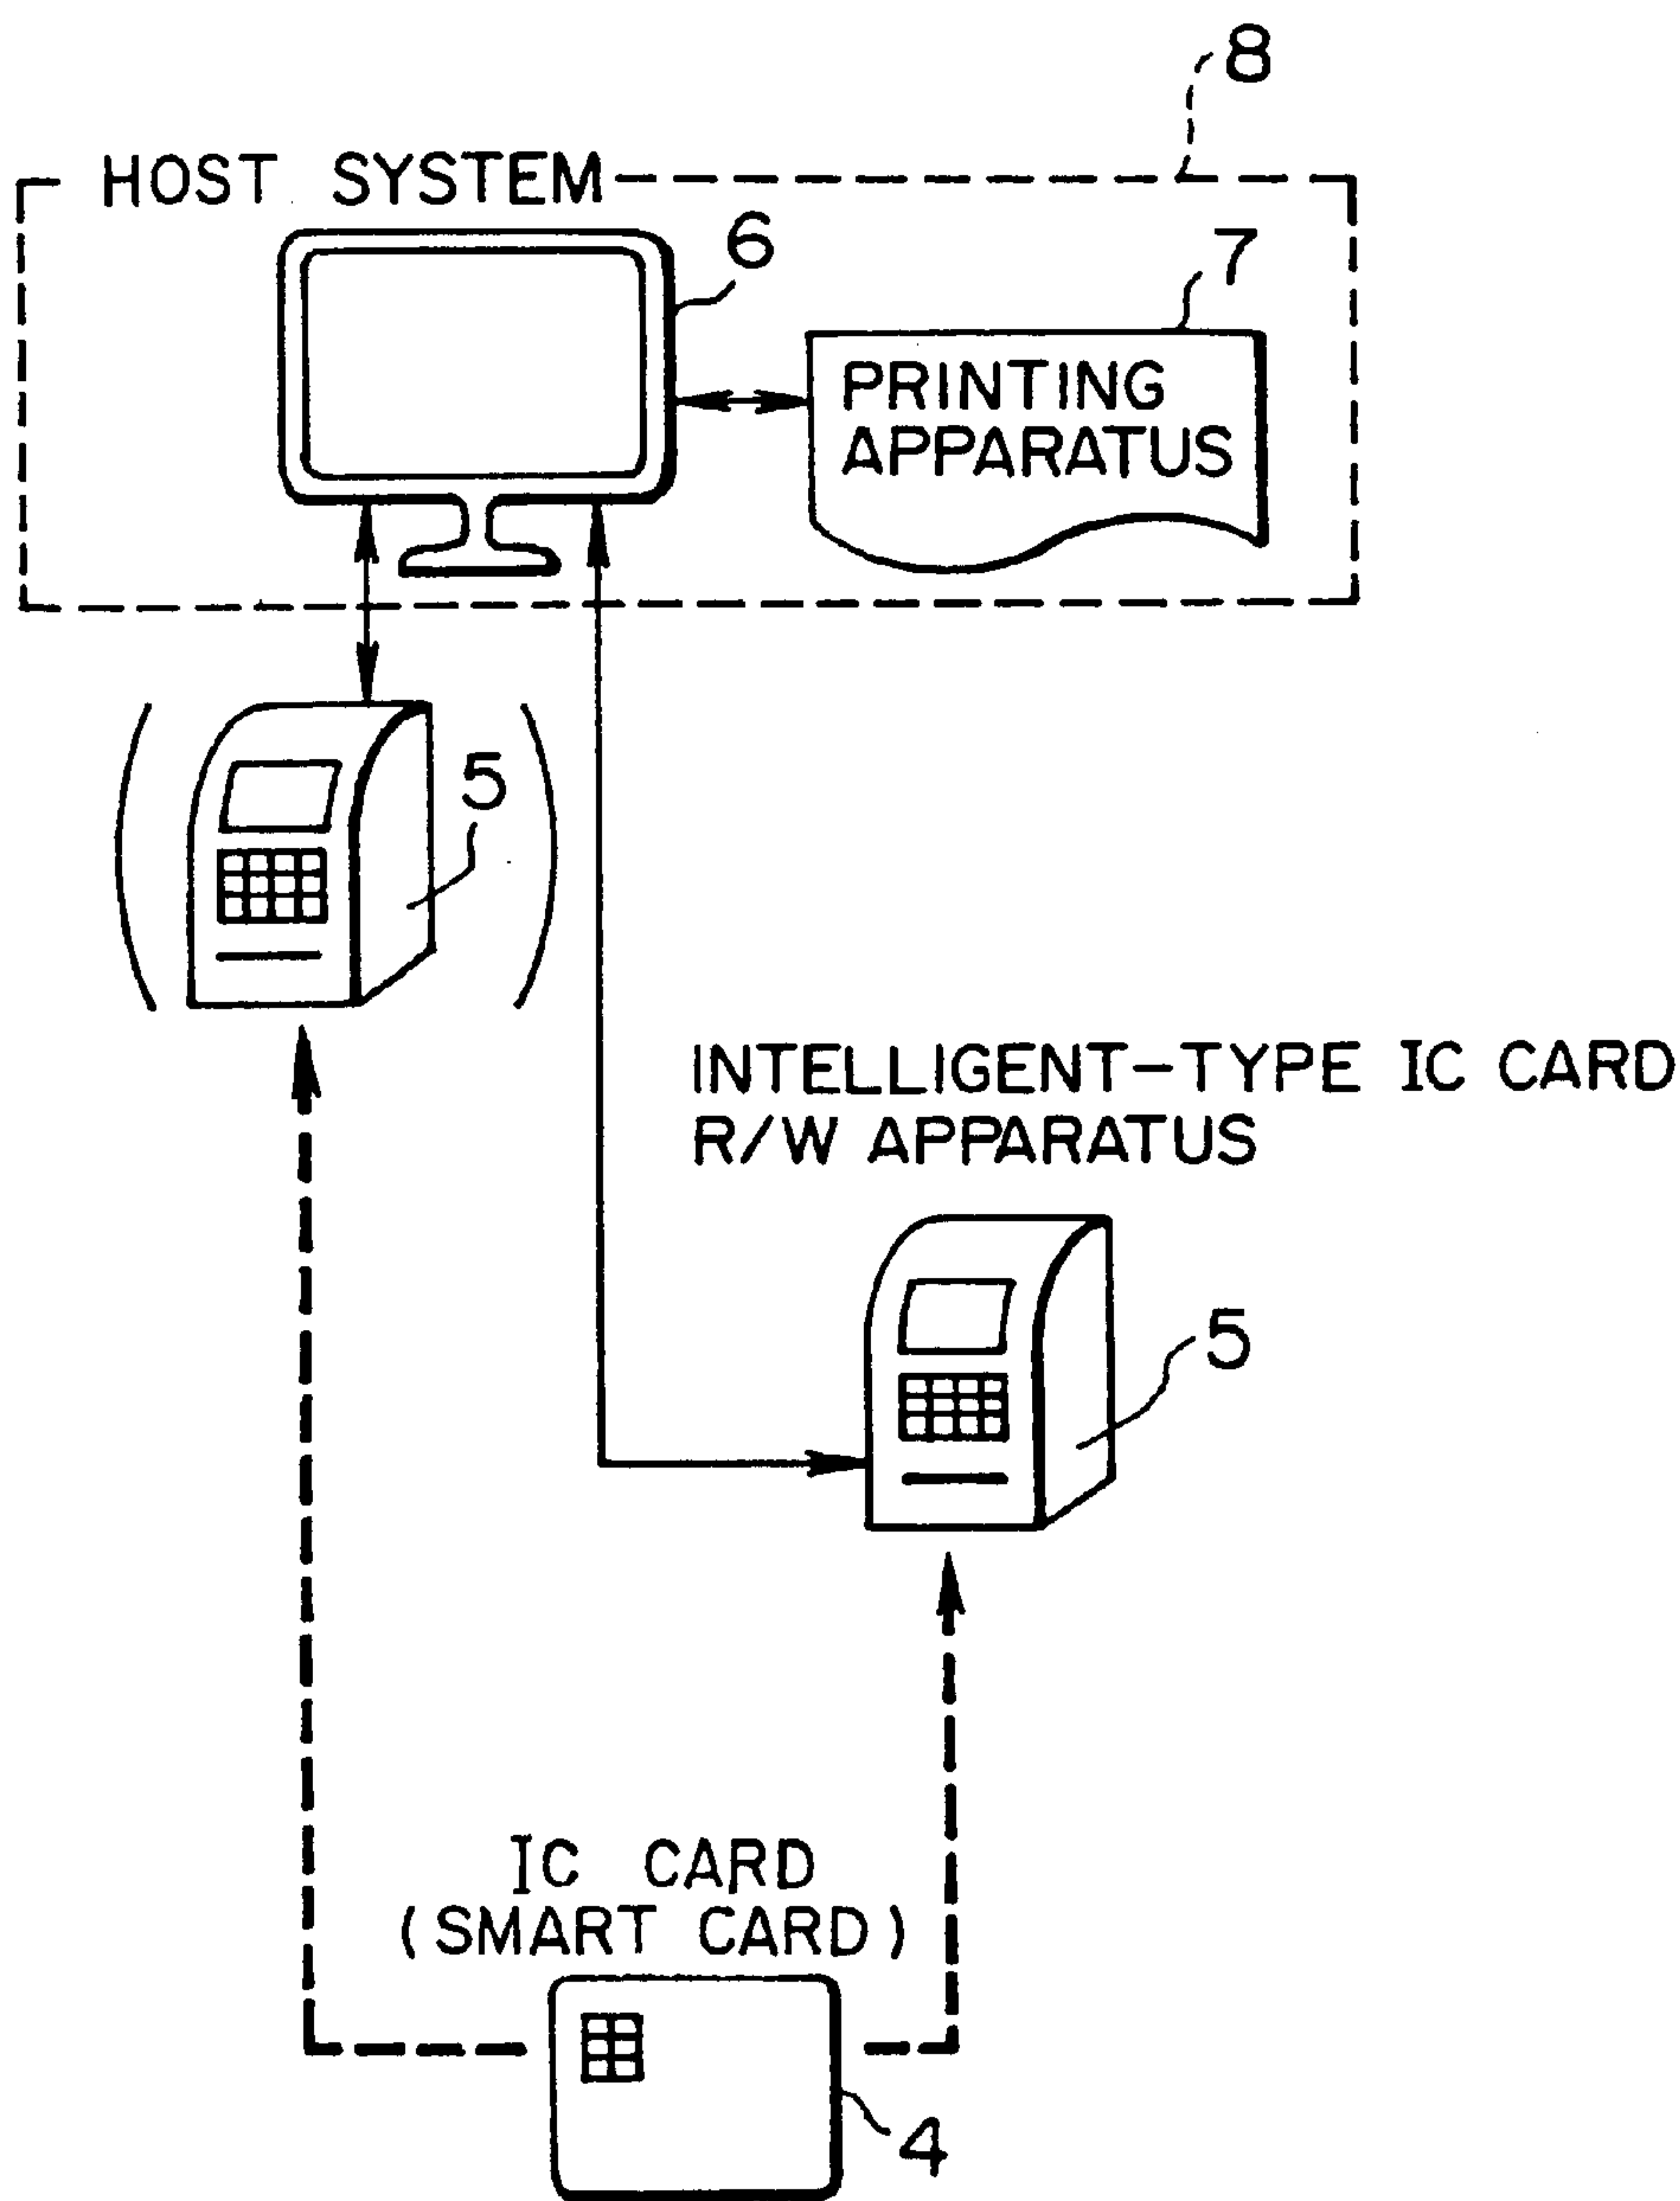 8
HOST SYSTEM
6
7
PRINTING
APPARATUS
5
INTELLIGENT-TYPE IC CARD
R/W APPARATUS
5
IC CARD
(SMART CARD)
4